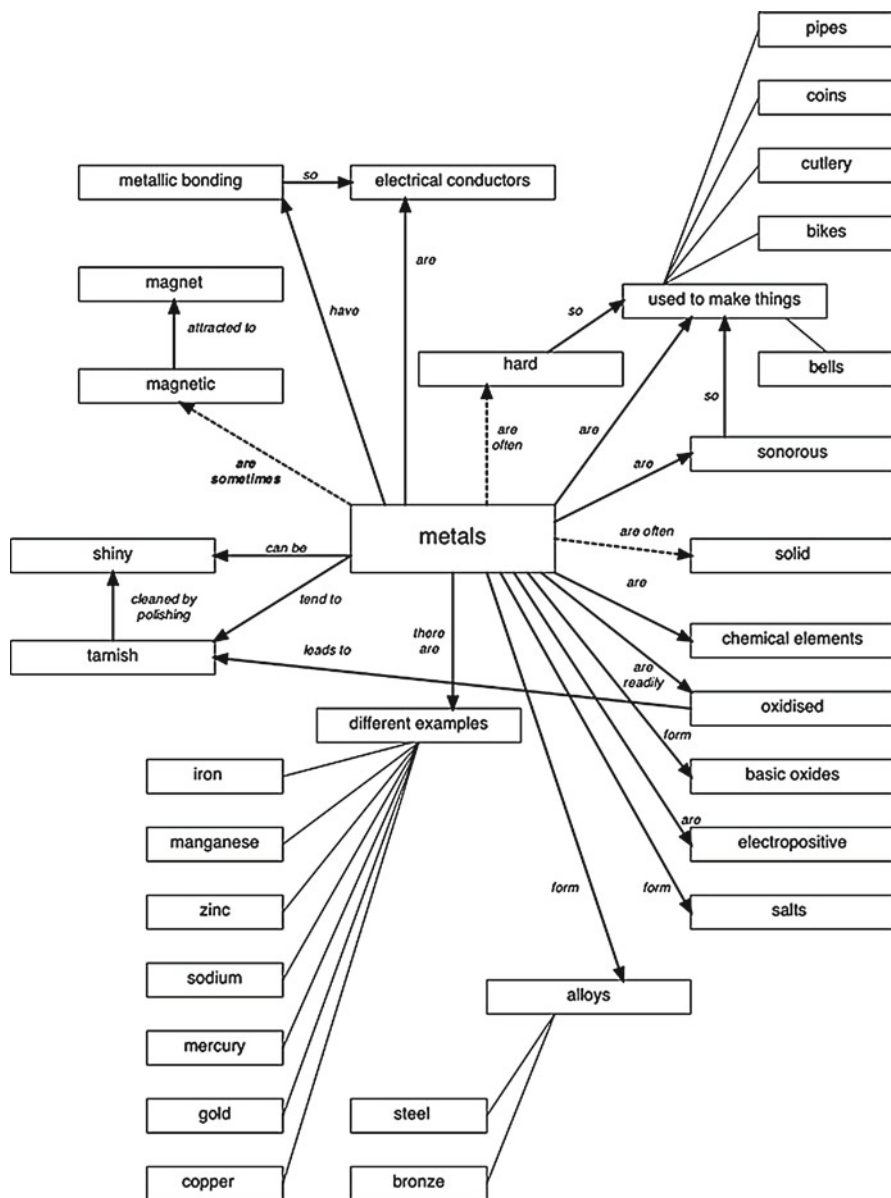 pipes
coins
cutlery
bikes
metallic bonding
so
electrical conductors
are
magnet
attracted to
magnetic
have
used to make things
so
hard
bells
so
are
often
are
are
sometimes
are
sonorous
metals
are often
solid
shiny
can be
cleaned by
polishing
tend to
tarnish
leads to
there
are
are
chemical elements
are
readily
oxidised
different examples
form
basic oxides
iron
manganese
are
electropositive
zinc
form
form
salts
sodium
alloys
mercury
gold
steel
copper
bronze